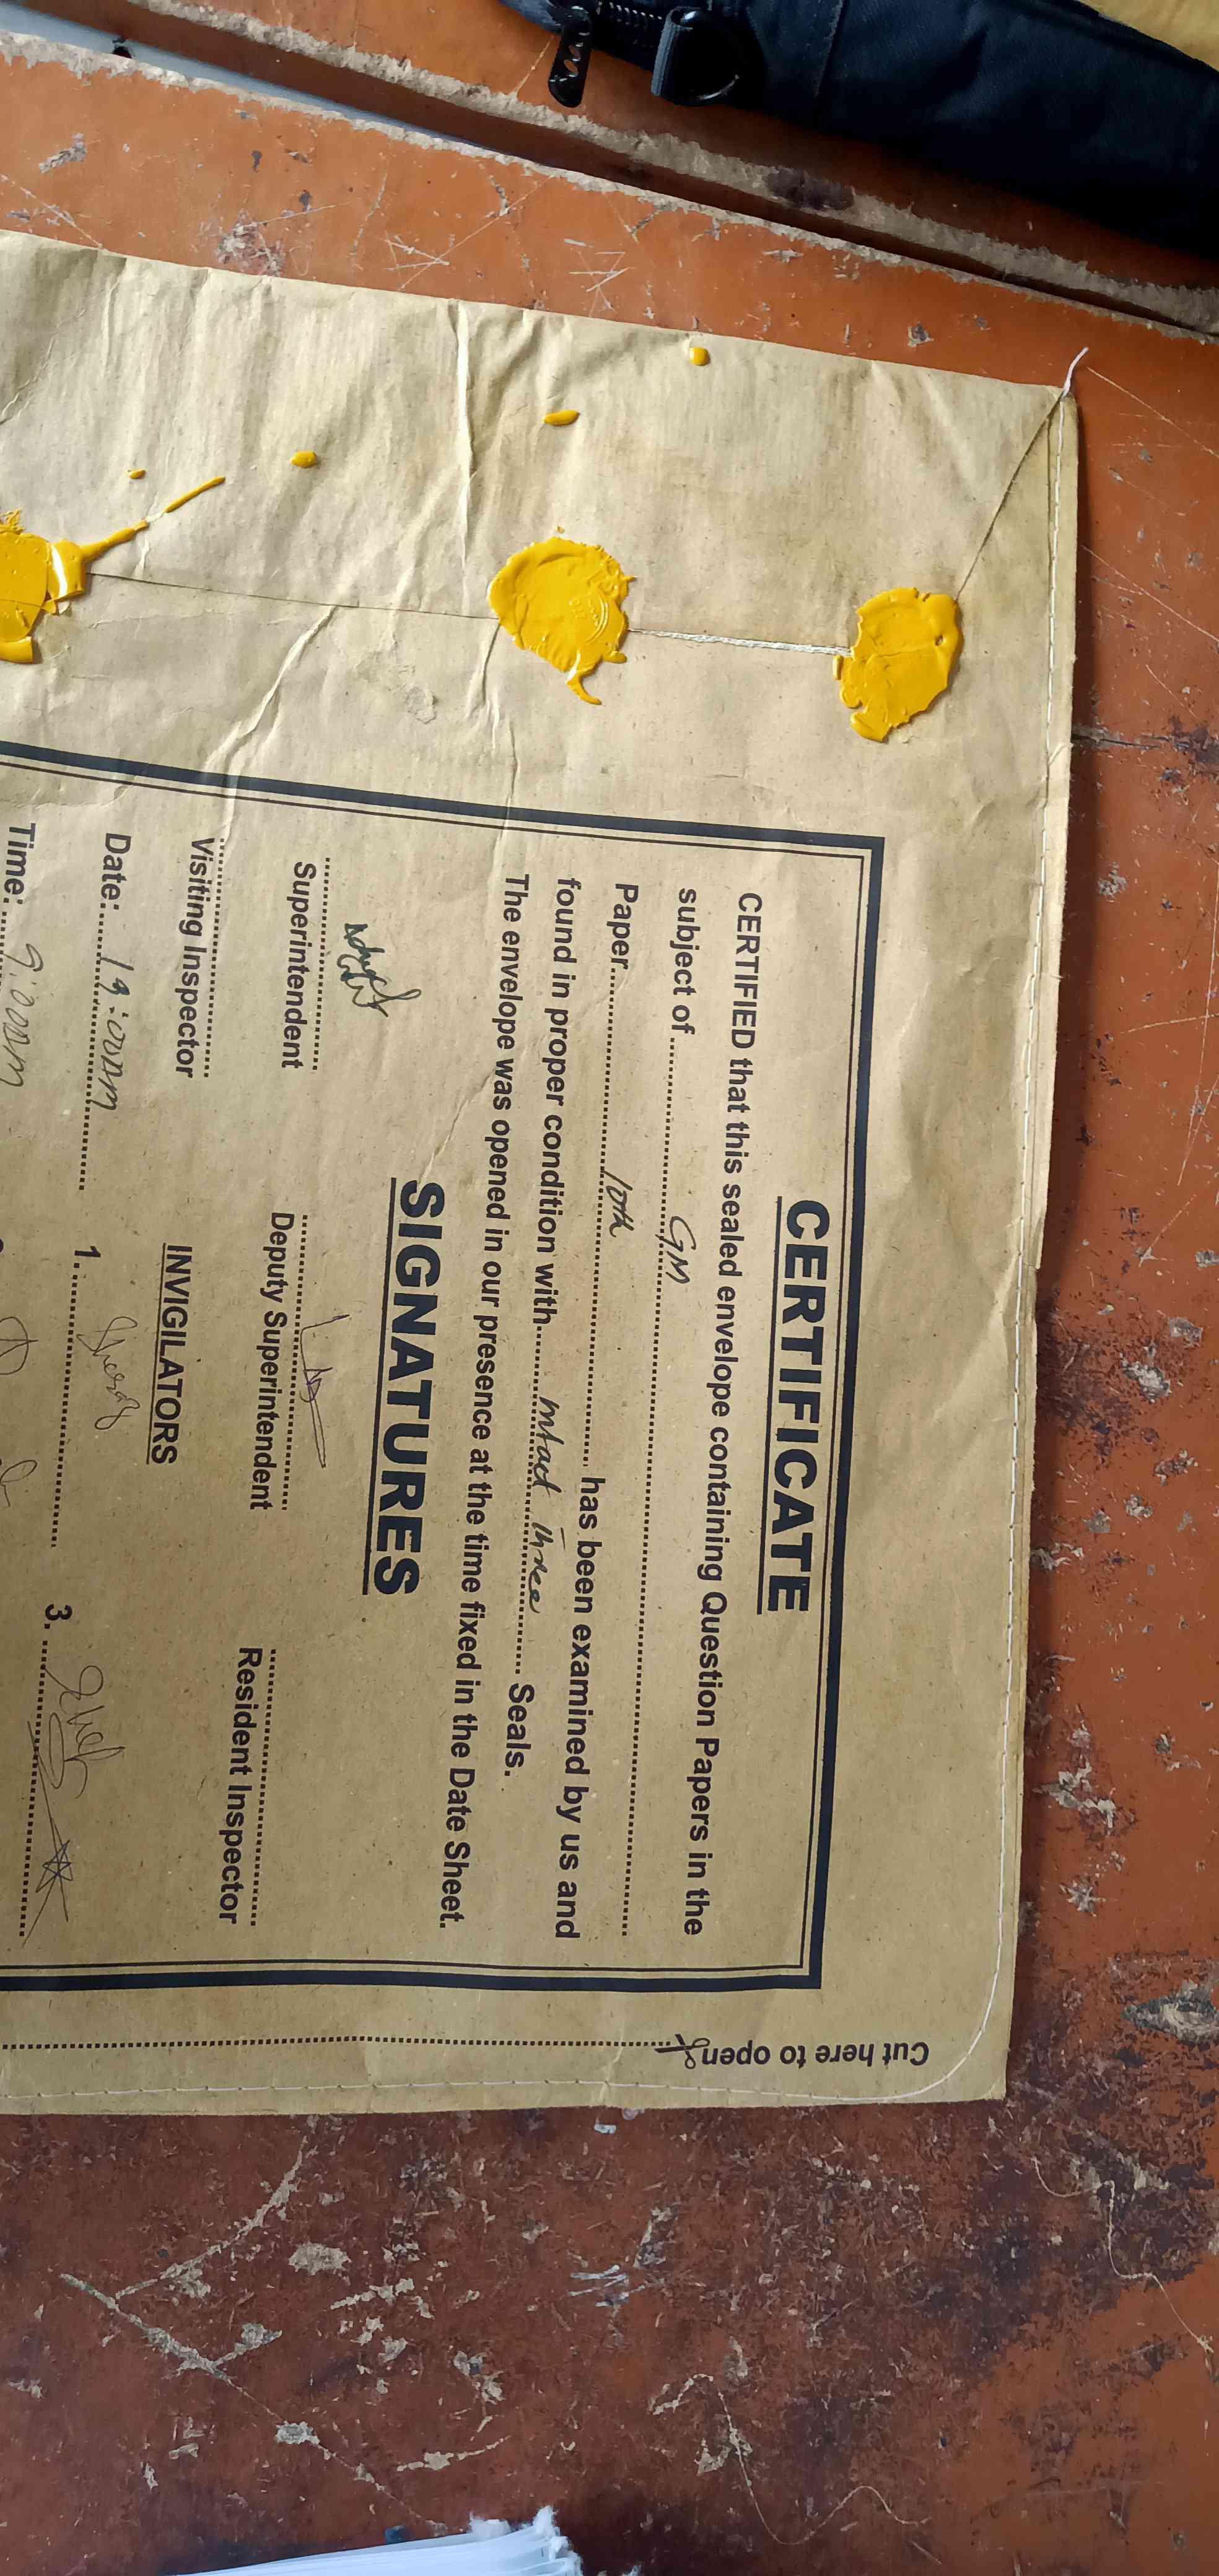 CERTIFICATE
CERTIFIED that this sealed envelope containing Question Papers in the
subject of ..... GM .....
Paper..... 10th ..... has been examined by us and
found in proper condition with..... intact three ..... Seals.
The envelope was opened in our presence at the time fixed in the Date Sheet.
SIGNATURES
Superintendent
Deputy Superintendent
Resident Inspector
Visiting Inspector
INVIGILATORS
Date:
1.
3.
Time: 9:00am
Cut here to open